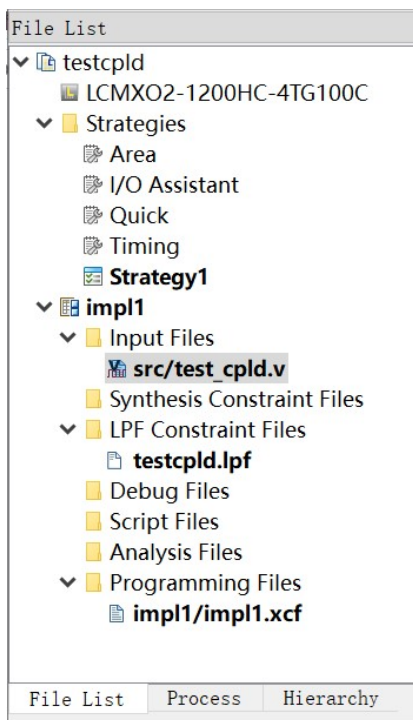 File List
testcpld
LCMXO2-1200HC-4TG100C
Strategies
Area
I/O Assistant
Quick
Timing
Strategy1
impl1
Input Files
src/test_cpld.v
Synthesis Constraint Files
LPF Constraint Files
testcpld.lpf
Debug Files
Script Files
Analysis Files
Programming Files
impl1/impl1.xcf
File List Process Hierarchy